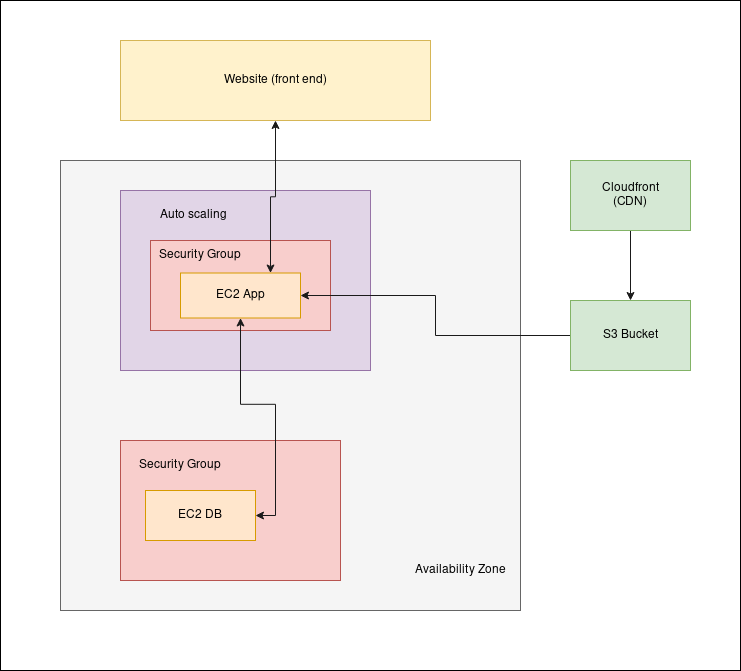 Website (front end)
Cloudfront
(CDN)
Auto scaling
Security Group
EC2 App
S3 Bucket
Security Group
EC2 DB
Availability Zone